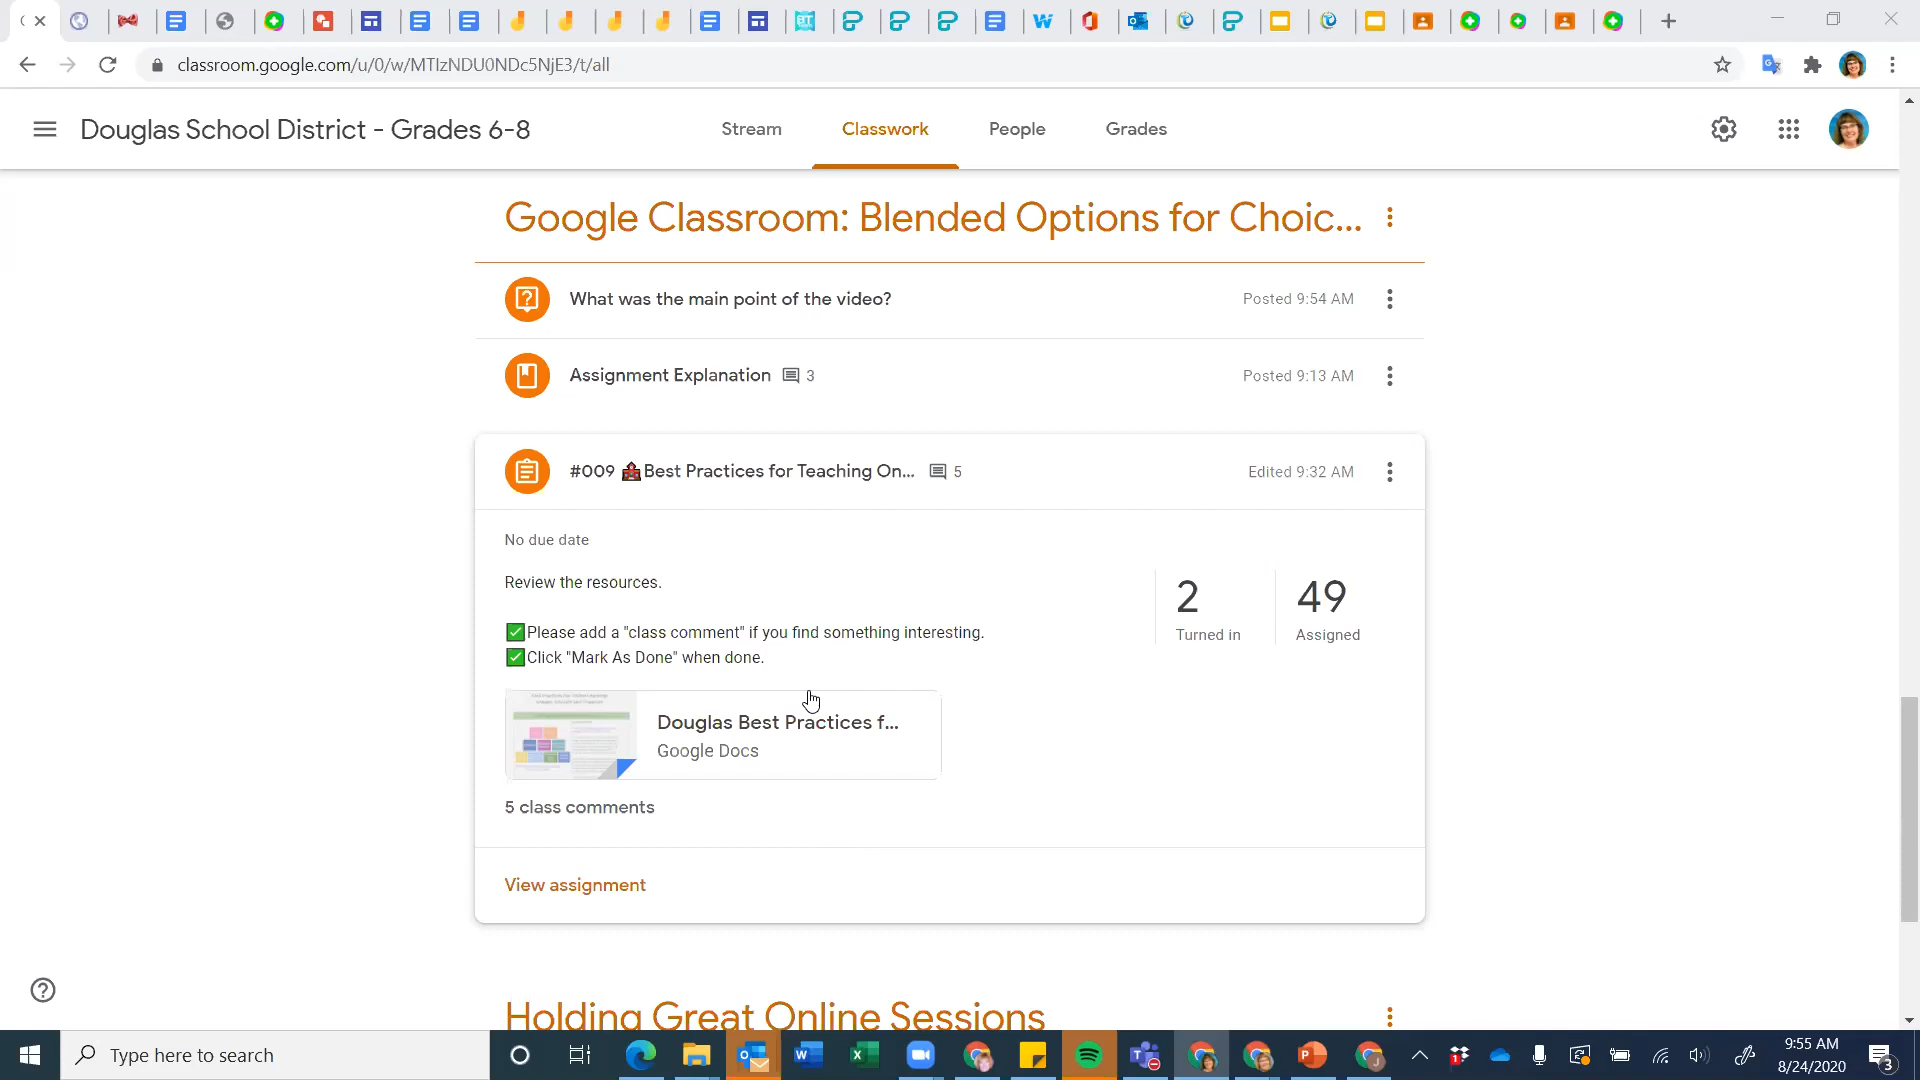 classroom.google.com/u/0/w/MTIzNDU0NDc5NjE3/t/all
Douglas School District - Grades 6-8
Stream
Classwork
People
Grades
Google Classroom: Blended Options for Choic...
What was the main point of the video?
Posted 9:54 AM
Assignment Explanation
3
Posted 9:13 AM
#009 🏫Best Practices for Teaching On...
5
Edited 9:32 AM
No due date
Review the resources.
✅Please add a "class comment" if you find something interesting.
✅Click "Mark As Done" when done.
2
Turned in
49
Assigned
Douglas Best Practices f...
Google Docs
5 class comments
View assignment
Holding Great Online Sessions
Type here to search
9:55 AM
8/24/2020
3